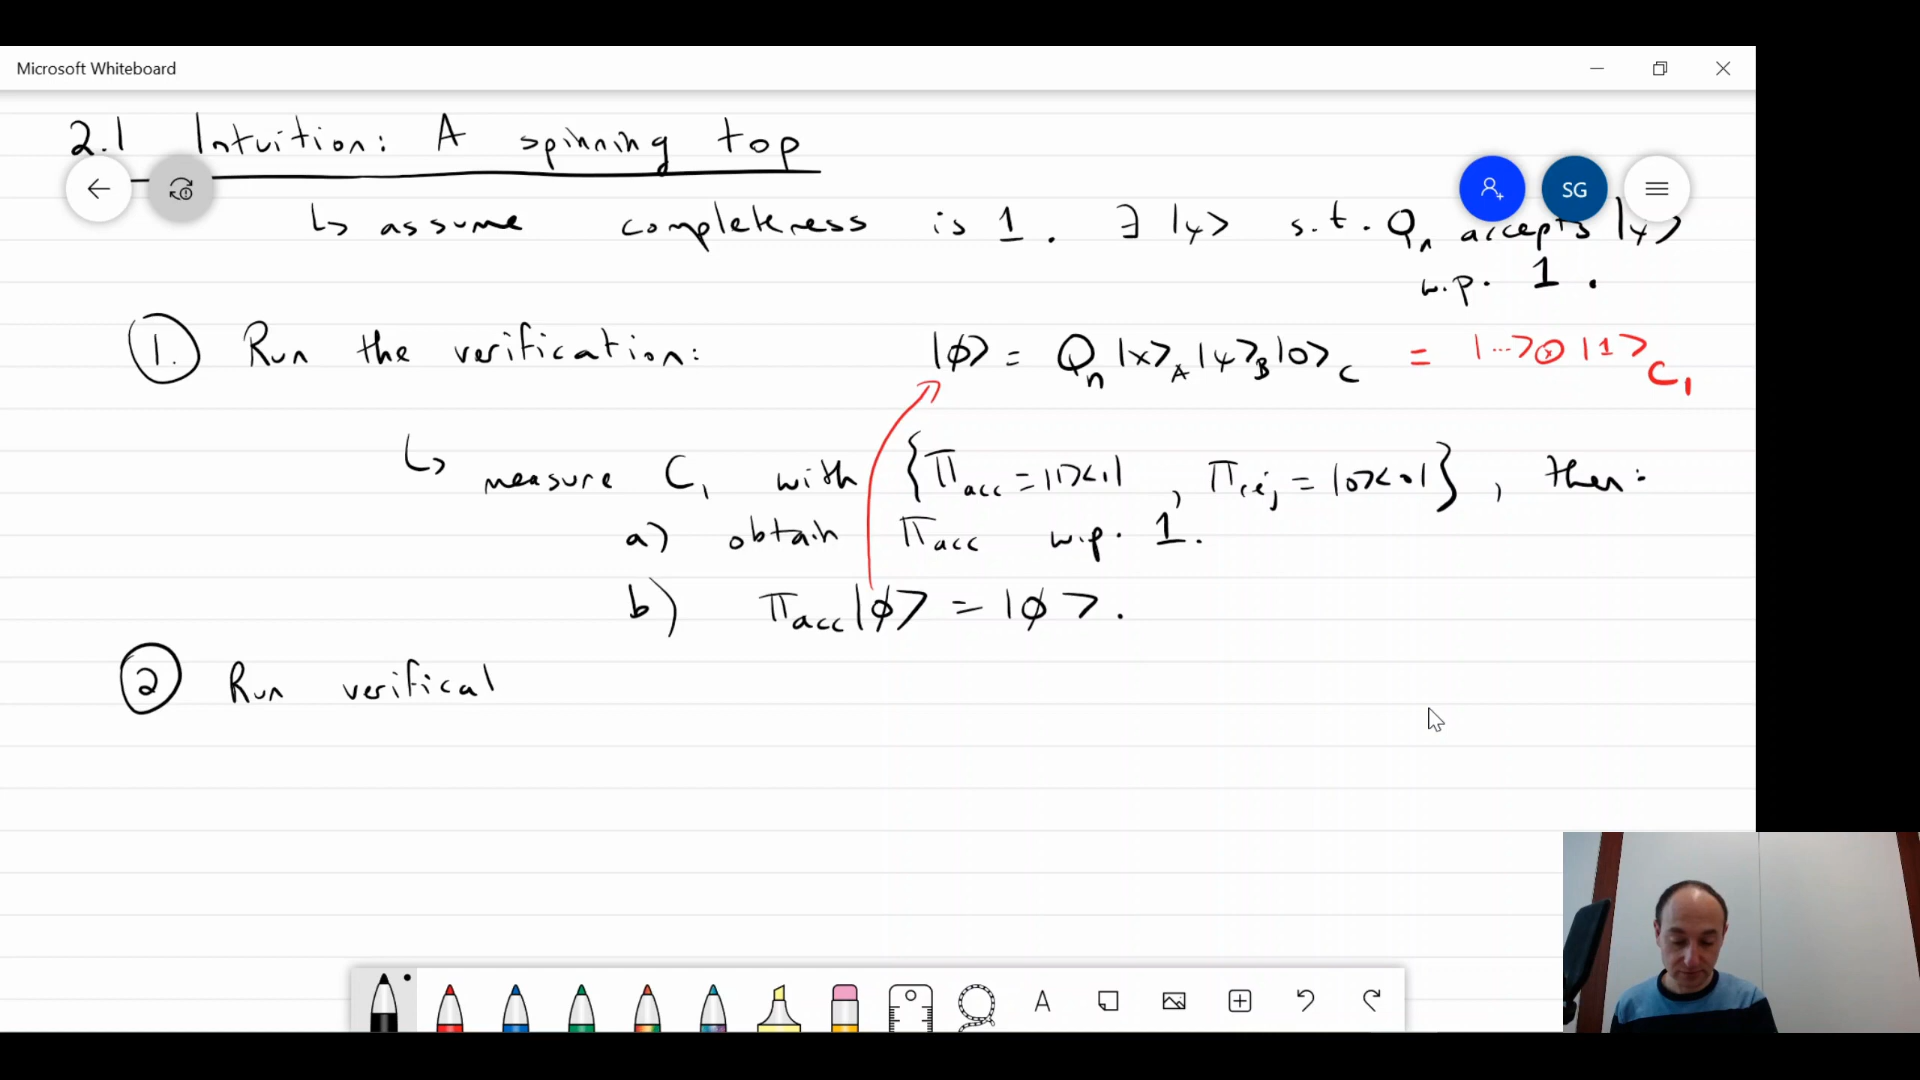 Microsoft Whiteboard
2.1 Intuition: A spinning top
SG
↳ assume completeness is 1. ∃ |ψ> s.t. Qn accepts |ψ>
w.p. 1.
1. Run the verification: |ϕ> = Qn |x>A |ψ>B |0>C = |...> ⊗ |1>C1
↳ measure C1 with {Πacc = |1><1|, Πrej = |0><0|}, then:
a) obtain Πacc w.p. 1.
b) Πacc|ϕ> = |ϕ>.
2 Run verifical
A